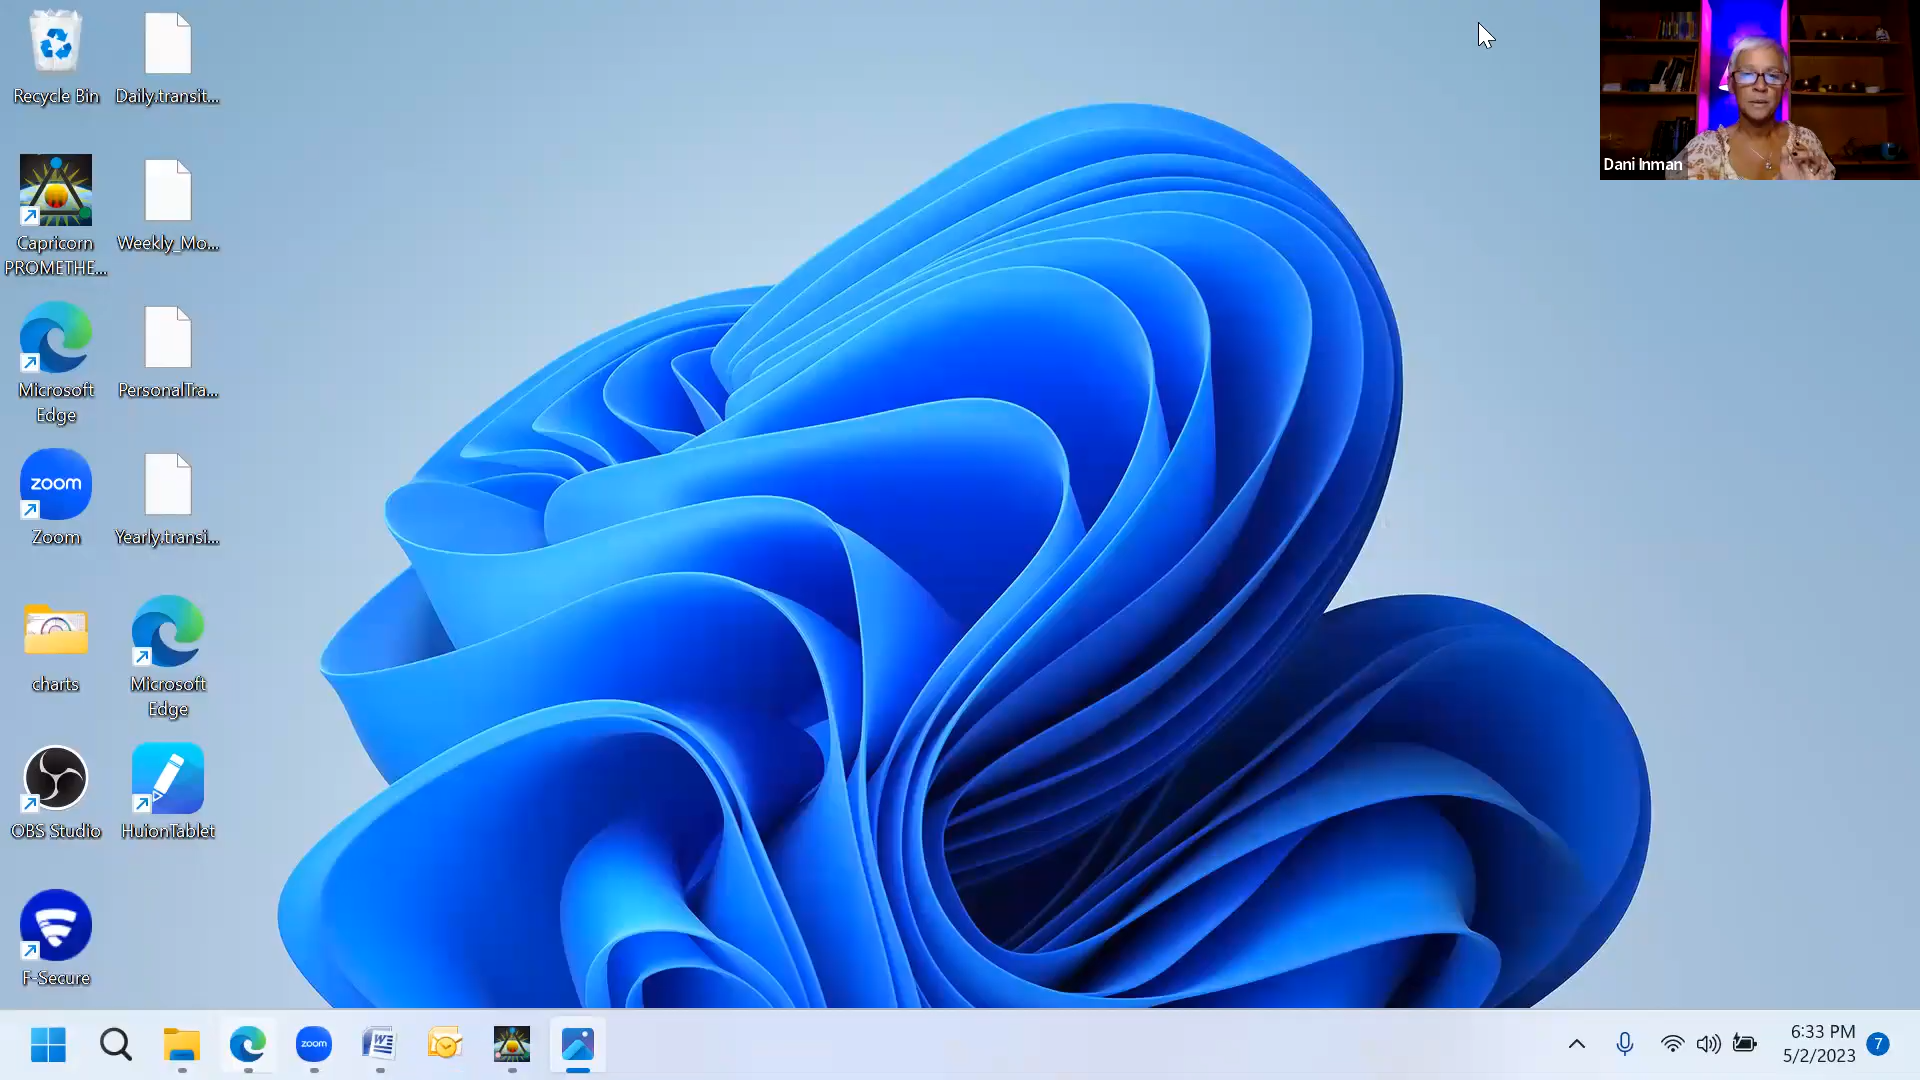 Recycle Bin
Daily.transit...
Capricorn
PROMETHE...
Weekly_Mo...
Microsoft
Edge
PersonalTra...
zoom
Zoom
Yearly.transi...
charts
Microsoft
Edge
OBS Studio
HuionTablet
F-Secure
Dani Inman
zoom
W
6:33 PM
5/2/2023
7